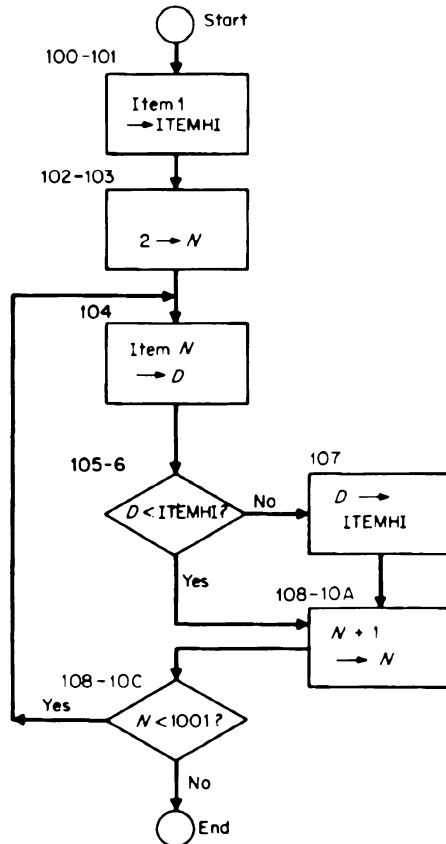 Start
100-101
Item 1
→ ITEMHI
102-103
2 → N
104
Item N
→ D
105-6
D < ITEMHI?
No
107
D →
ITEMHI
Yes
108-10A
N + 1
→ N
108-10C
N < 1001?
Yes
No
End